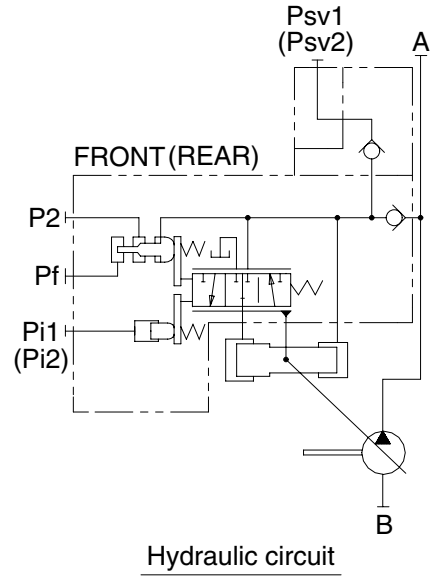 Psv1
(Psv2)
A
FRONT(REAR)
P2
Pf
Pi1
(Pi2)
B
Hydraulic circuit